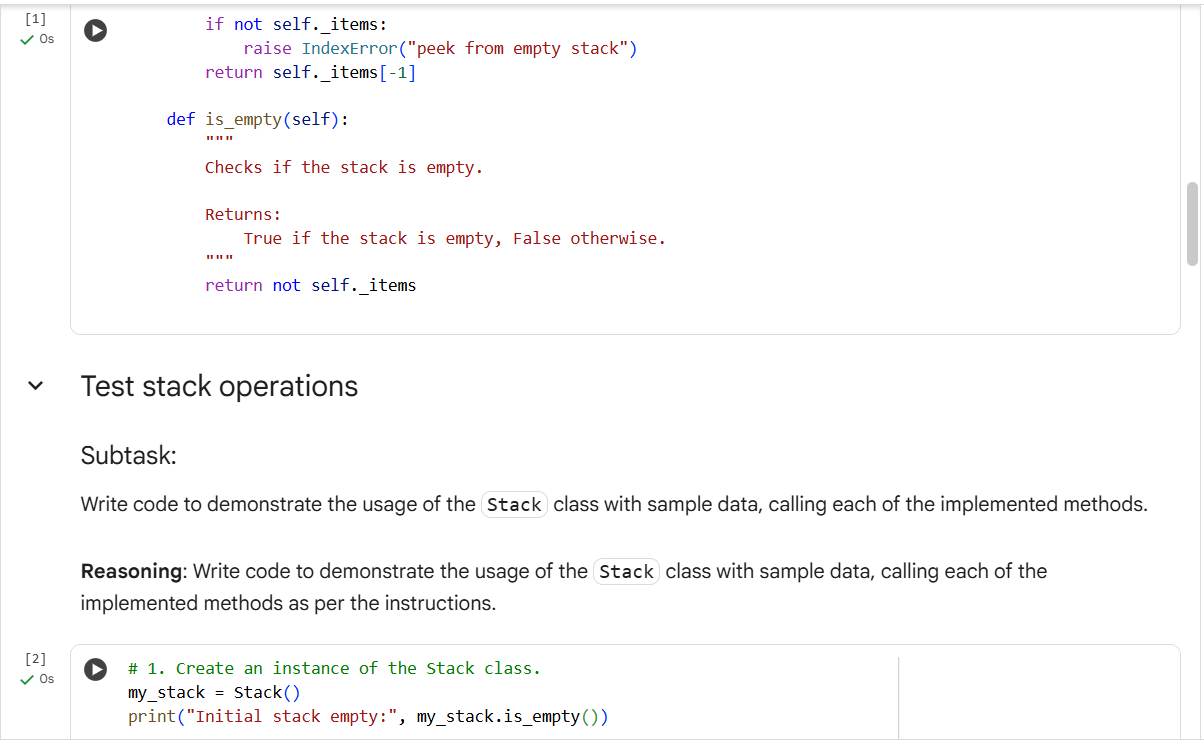 [1]
0s
if not self._items:
raise IndexError("peek from empty stack")
return self._items[-1]
def is_empty(self):
"""
Checks if the stack is empty.
Returns:
True if the stack is empty, False otherwise.
"""
return not self._items
Test stack operations
Subtask:
Write code to demonstrate the usage of the Stack class with sample data, calling each of the implemented methods.
Reasoning: Write code to demonstrate the usage of the Stack class with sample data, calling each of the
implemented methods as per the instructions.
[2]
0s
# 1. Create an instance of the Stack class.
my_stack = Stack()
print("Initial stack empty:", my_stack.is_empty())